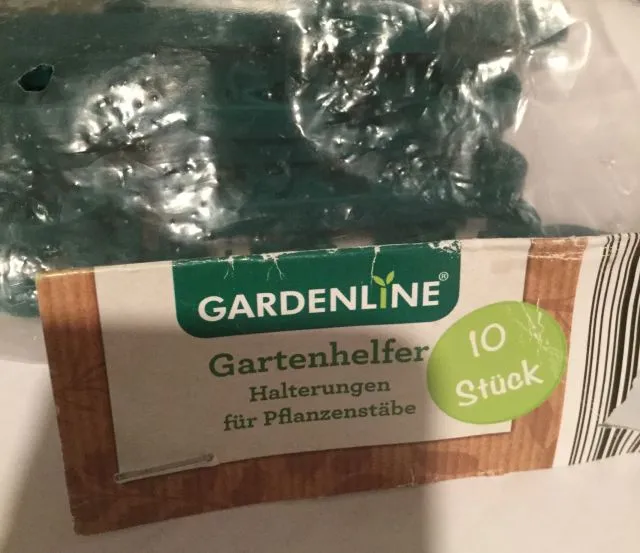 GARDENLINE®
Gartenhelfer
Halterungen
für Pflanzenstäbe
10
Stück